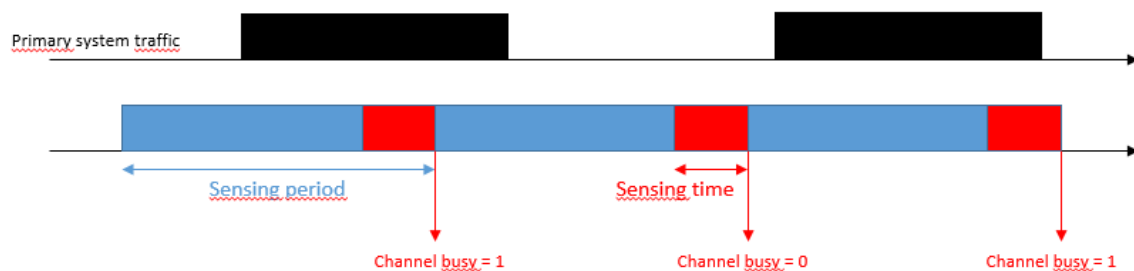 Primary system traffic
Sensing period
Sensing time
Channel busy = 1
Channel busy = 0
Channel busy = 1